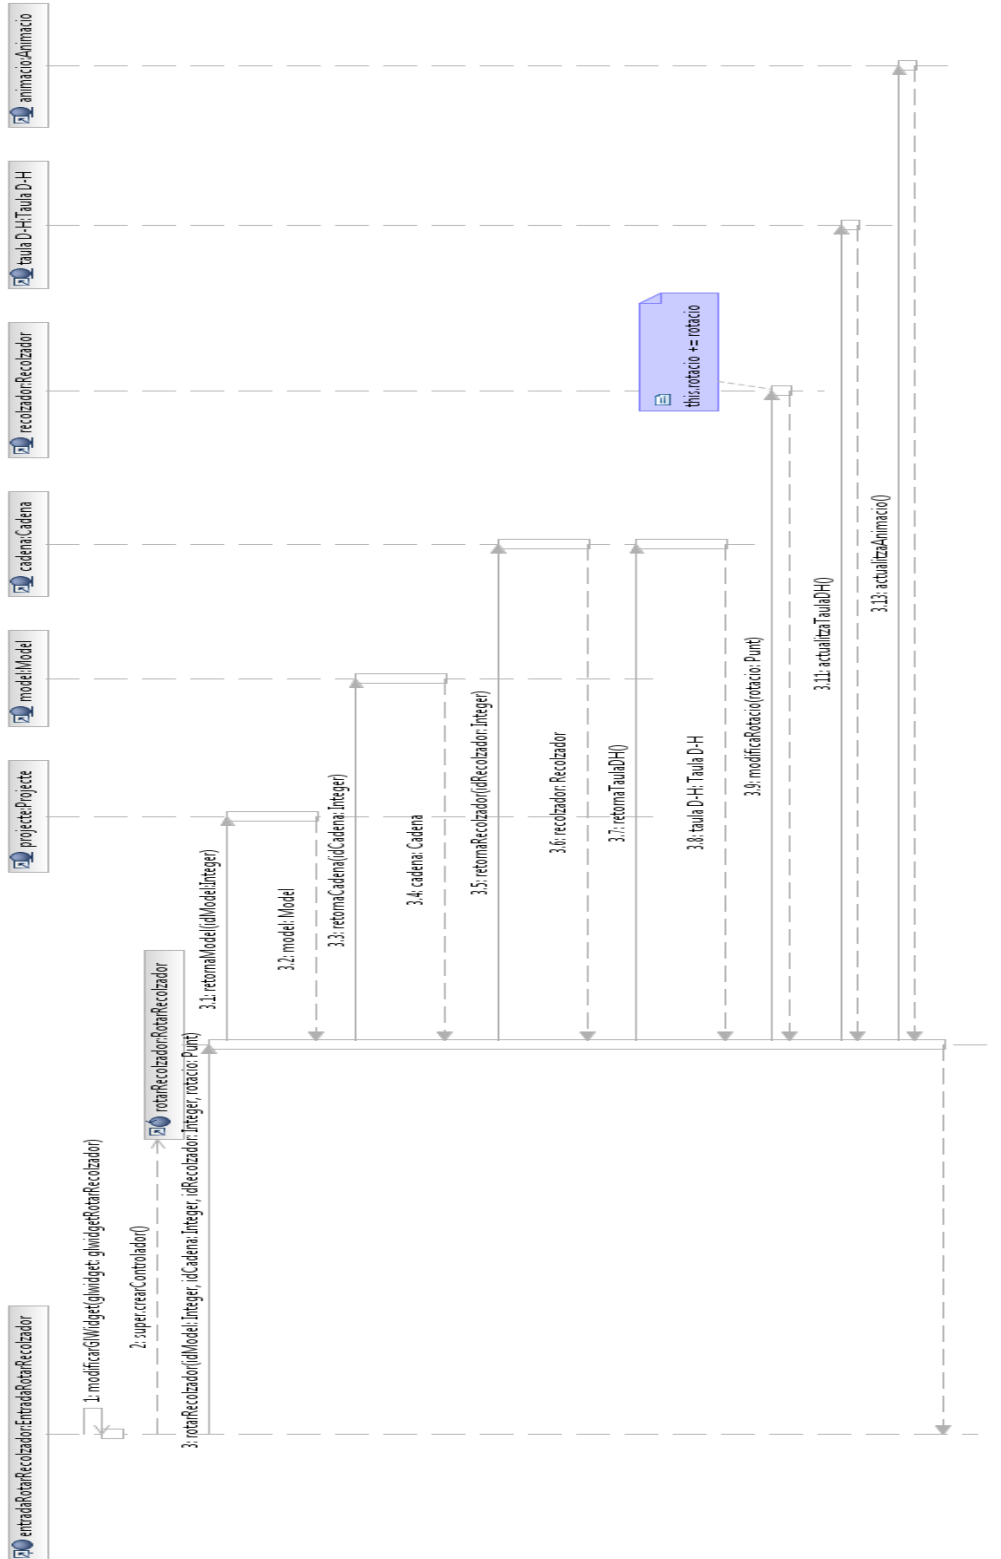 entradaRotarRecolzador:EntradaRotarRecolzador
rotarRecolzador:RotarRecolzador
projecte:Projecte
model:Model
cadena:Cadena
recolzador:Recolzador
taula D-H:Taula D-H
animacio:Animacio
1: modificarGlWidget(glwidget: glwidgetRotarRecolzador)
2: super.crearControlador()
3: rotarRecolzador(idModel: Integer, idCadena: Integer, idRecolzador: Integer, rotacio: Punt)
3.1: retornaModel(idModel:Integer)
3.2: model: Model
3.3: retornaCadena(idCadena: Integer)
3.4: cadena: Cadena
3.5: retornaRecolzador(idRecolzador: Integer)
3.6: recolzador: Recolzador
3.7: retornaTaulaDH()
3.8: taula D-H: Taula D-H
3.9: modificaRotacio(rotacio: Punt)
this.rotacio += rotacio
3.11: actualitzaTaulaDH()
3.13: actualitzaAnimacio()